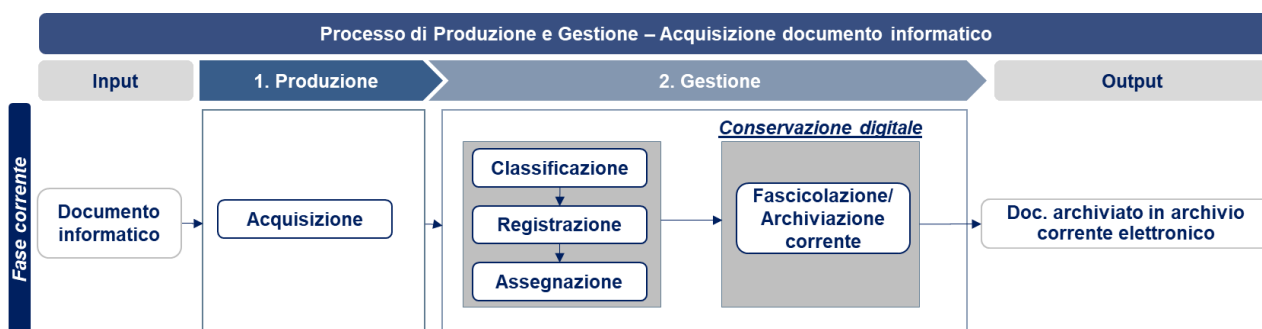 Processo di Produzione e Gestione – Acquisizione documento informatico
Input
1. Produzione
2. Gestione
Output
Fase corrente
Documento
informatico
Acquisizione
Classificazione
Registrazione
Assegnazione
Conservazione digitale
Fascicolazione/
Archiviazione
corrente
Doc. archiviato in archivio
corrente elettronico